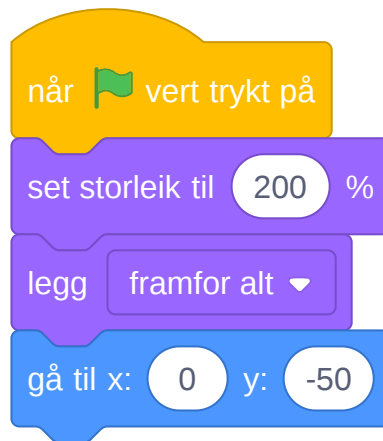 når vert trykt på
set storleik til 200 %
legg framfor alt
gå til x: 0 y: -50